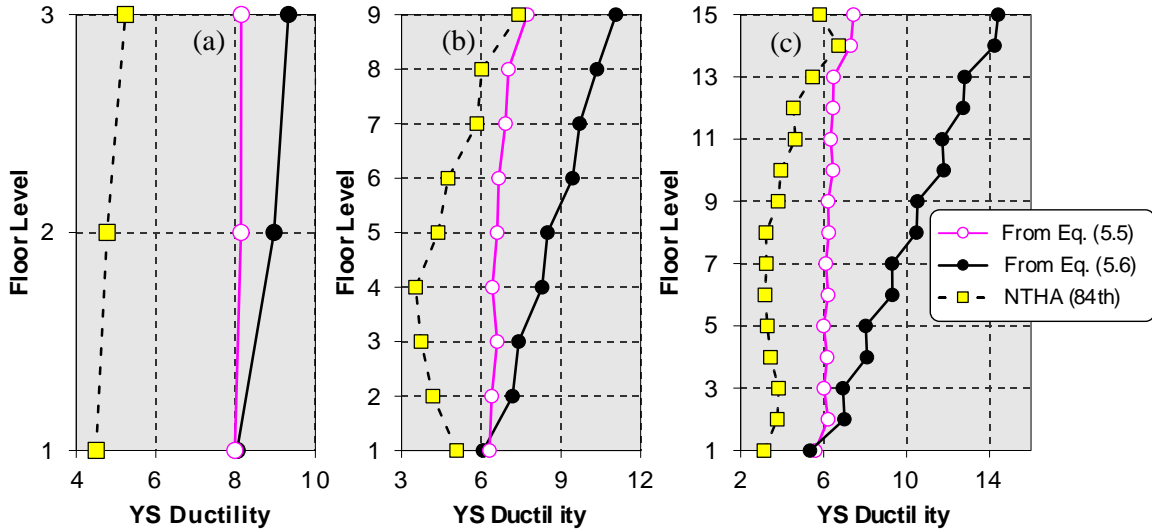 (a)
Floor Level
3
2
1
4
6
8
10
YS Ductility
(b)
Floor Level
9
8
7
6
5
4
3
2
1
3
6
9
12
YS Ductil ity
(c)
Floor Level
15
13
11
9
7
5
3
1
2
6
10
14
YS Ductil ity
From Eq. (5.5)
From Eq. (5.6)
NTHA (84th)